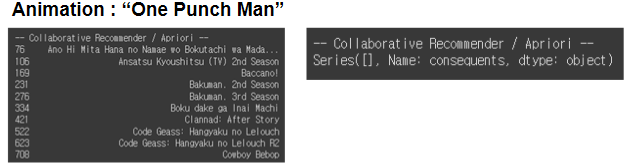 Animation : “One Punch Man”
-- Collaborative Recommender / Apriori --
76 Ano Hi Mita Hana no Namae wo Bokutachi wa Mada...
106 Ansatsu Kyoushitsu (TV) 2nd Season
169 Baccano!
231 Bakuman. 2nd Season
276 Bakuman. 3rd Season
334 Boku dake ga Inai Machi
421 Clannad: After Story
522 Code Geass: Hangyaku no Lelouch
623 Code Geass: Hangyaku no Lelouch R2
708 Cowboy Bebop
-- Collaborative Recommender / Apriori --
Series([], Name: consequents, dtype: object)